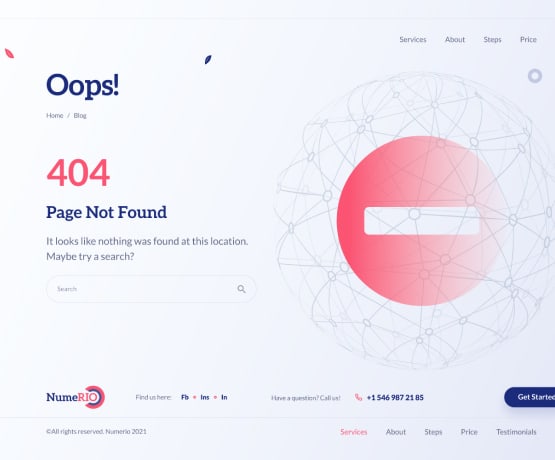 Services About Steps Price
Oops!
Home / Blog
404
Page Not Found
It looks like nothing was found at this location.
Maybe try a search?
Search
NumeRIO
Find us here: Fb • Ins • In
Have a question? Call us! +1 546 987 21 85
Get Started
©All rights reserved. Numerio 2021
Services About Steps Price Testimonials